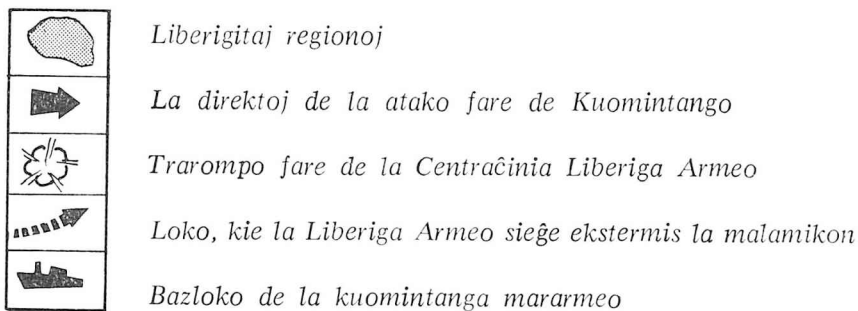 Liberigitaj regionoj
La direktoj de la atako fare de Kuomintango
Trarompo fare de la Centraĉinia Liberiga Armeo
Loko, kie la Liberiga Armeo sieĝe ekstermis la malamikon
Bazloko de la kuomintanga mararmeo